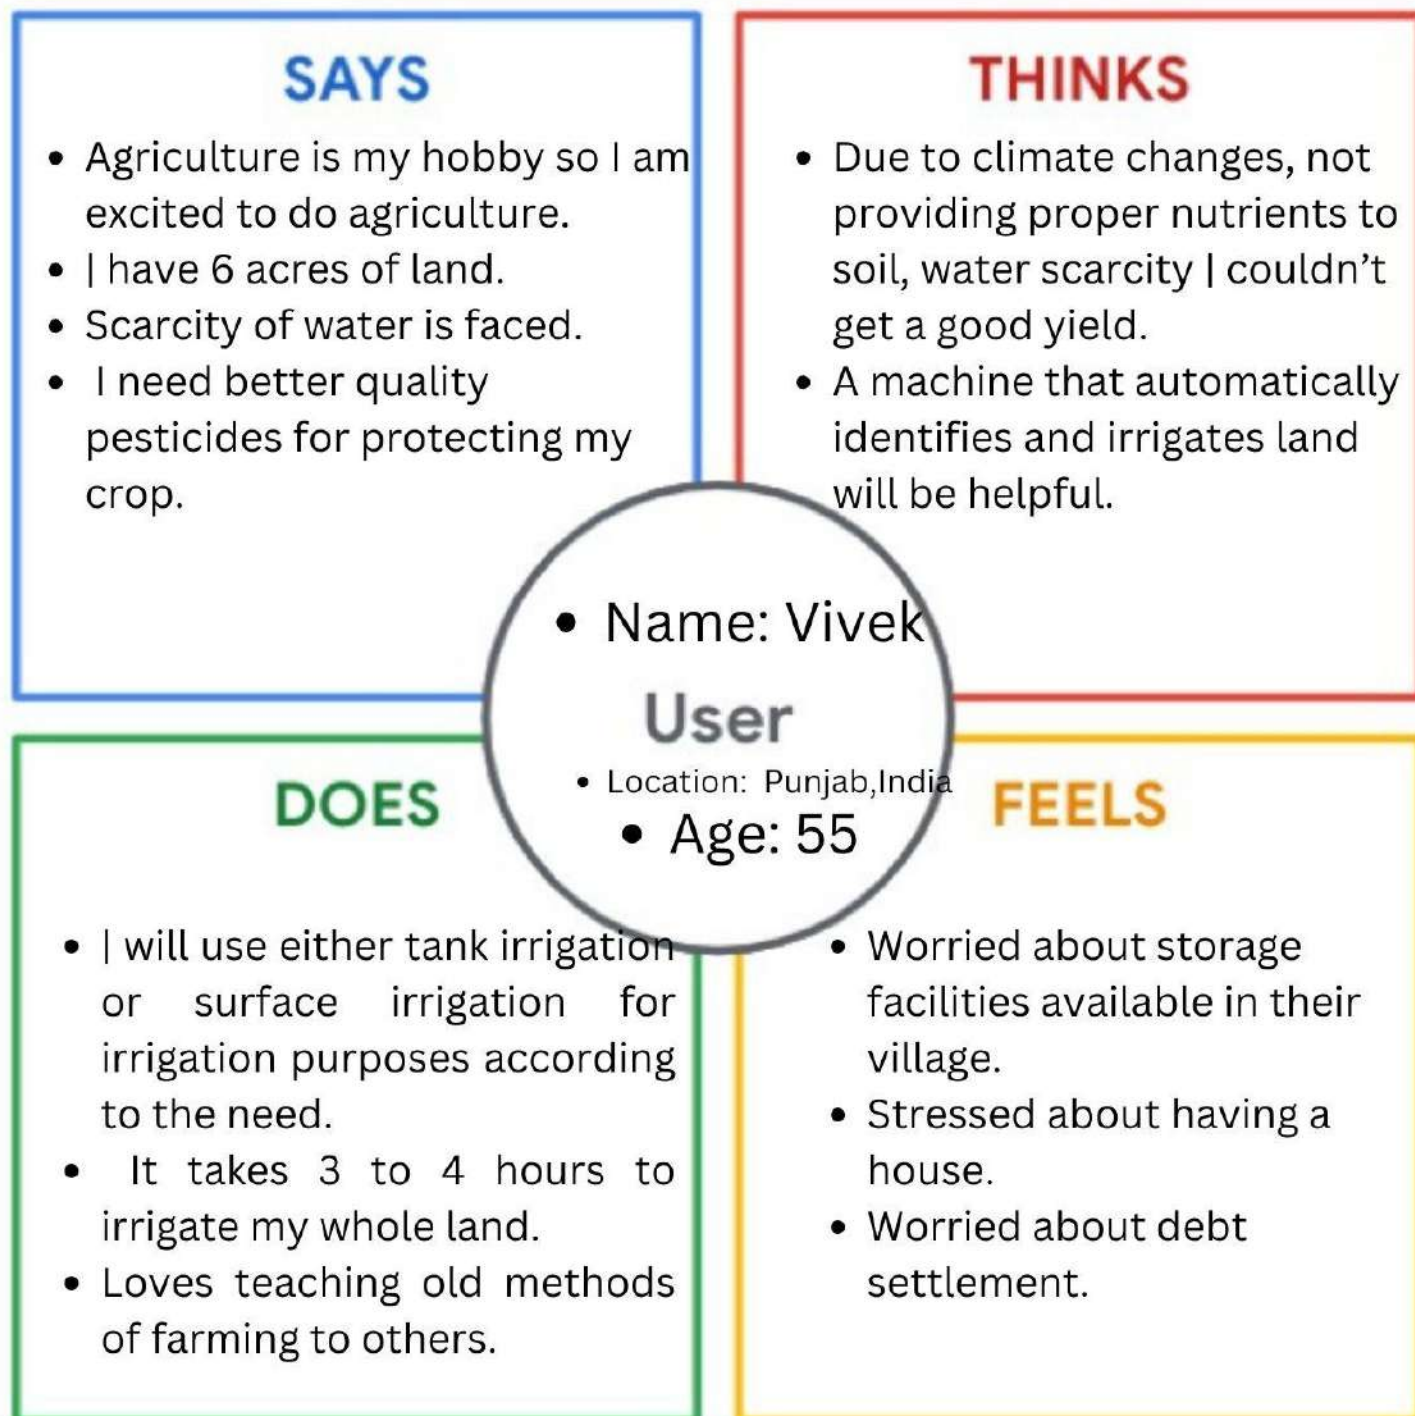 SAYS
• Agriculture is my hobby so I am
excited to do agriculture.
• I have 6 acres of land.
• Scarcity of water is faced.
• I need better quality
pesticides for protecting my
crop.
THINKS
• Due to climate changes, not
providing proper nutrients to
soil, water scarcity I couldn’t
get a good yield.
• A machine that automatically
identifies and irrigates land
will be helpful.
• Name: Vivek
User
• Location: Punjab,India
• Age: 55
DOES
• I will use either tank irrigation
or surface irrigation for
irrigation purposes according
to the need.
• It takes 3 to 4 hours to
irrigate my whole land.
• Loves teaching old methods
of farming to others.
FEELS
• Worried about storage
facilities available in their
village.
• Stressed about having a
house.
• Worried about debt
settlement.